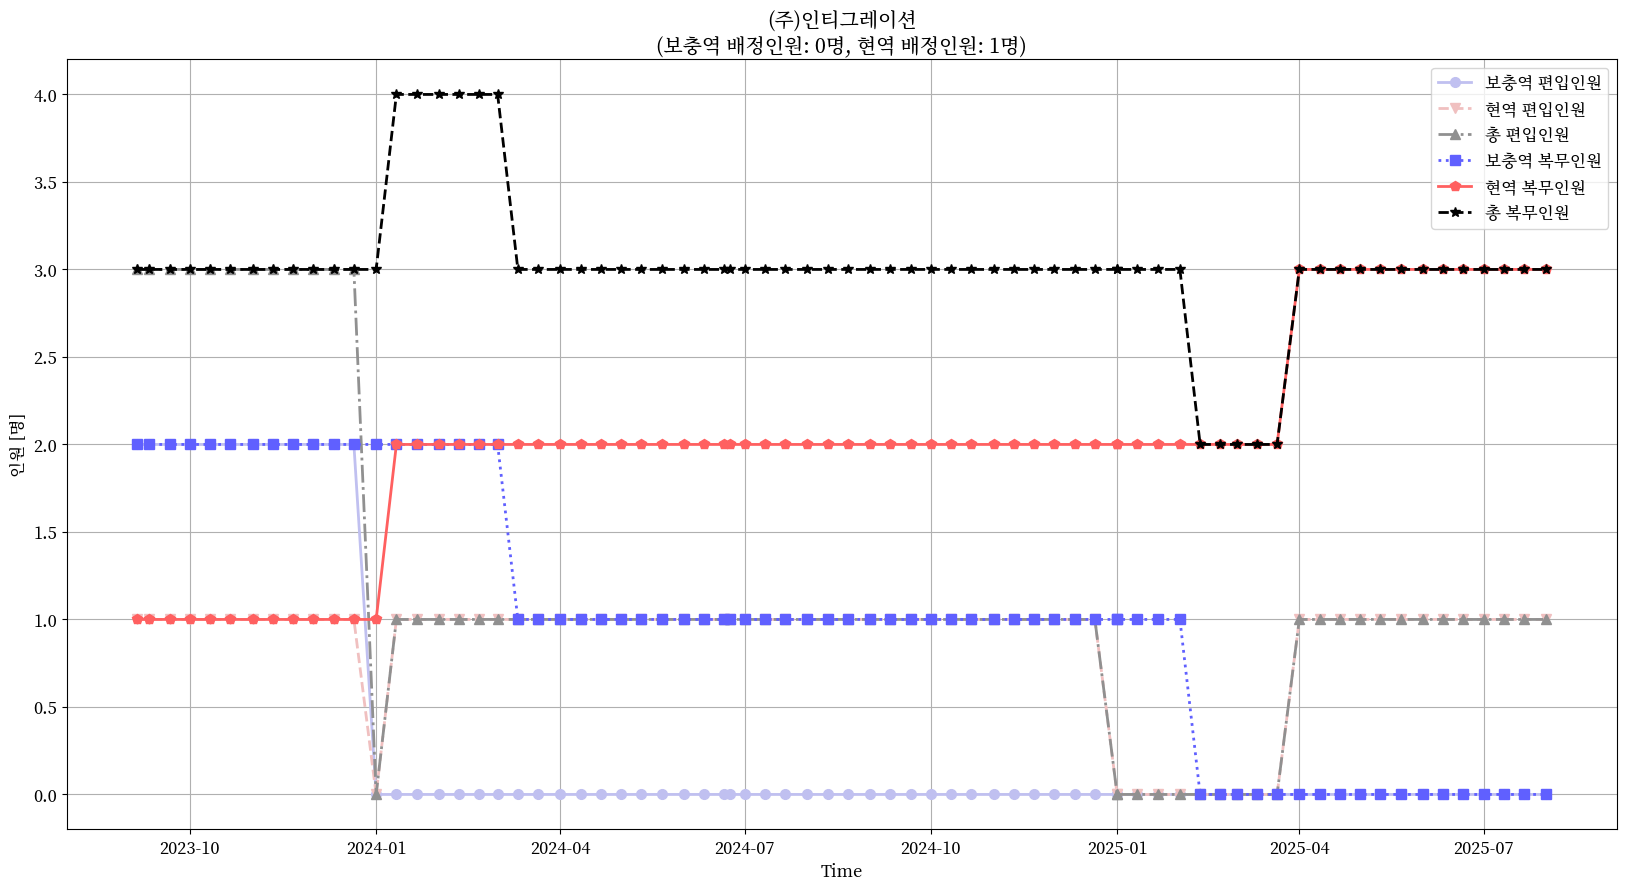 (주)인티그레이션
(보충역 배정인원: 0명, 현역 배정인원: 1명)
보충역 편입인원
현역 편입인원
총 편입인원
보충역 복무인원
현역 복무인원
총 복무인원
4.0
3.5
3.0
2.5
2.0
1.5
1.0
0.5
0.0
인원 [명]
2023-10 2024-01 2024-04 2024-07 2024-10 2025-01 2025-04 2025-07
Time